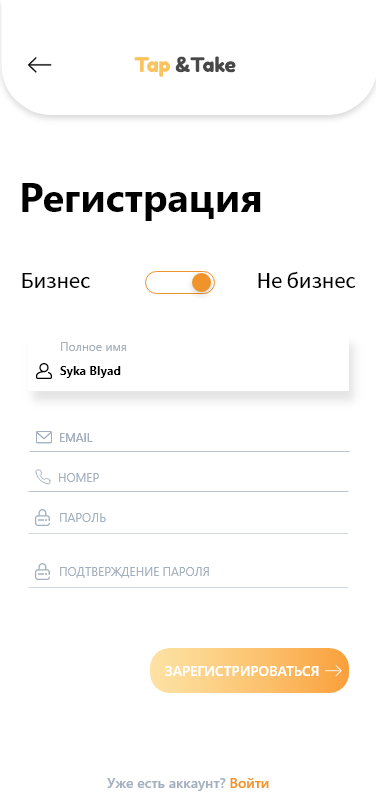 Tap &Take
Регистрация
Бизнес Не бизнес
Полное имя
Syka Blyad
EMAIL
НОМЕР
ПАРОЛЬ
ПОДТВЕРЖДЕНИЕ ПАРОЛЯ
ЗАРЕГИСТРИРОВАТЬСЯ
Уже есть аккаунт? Войти